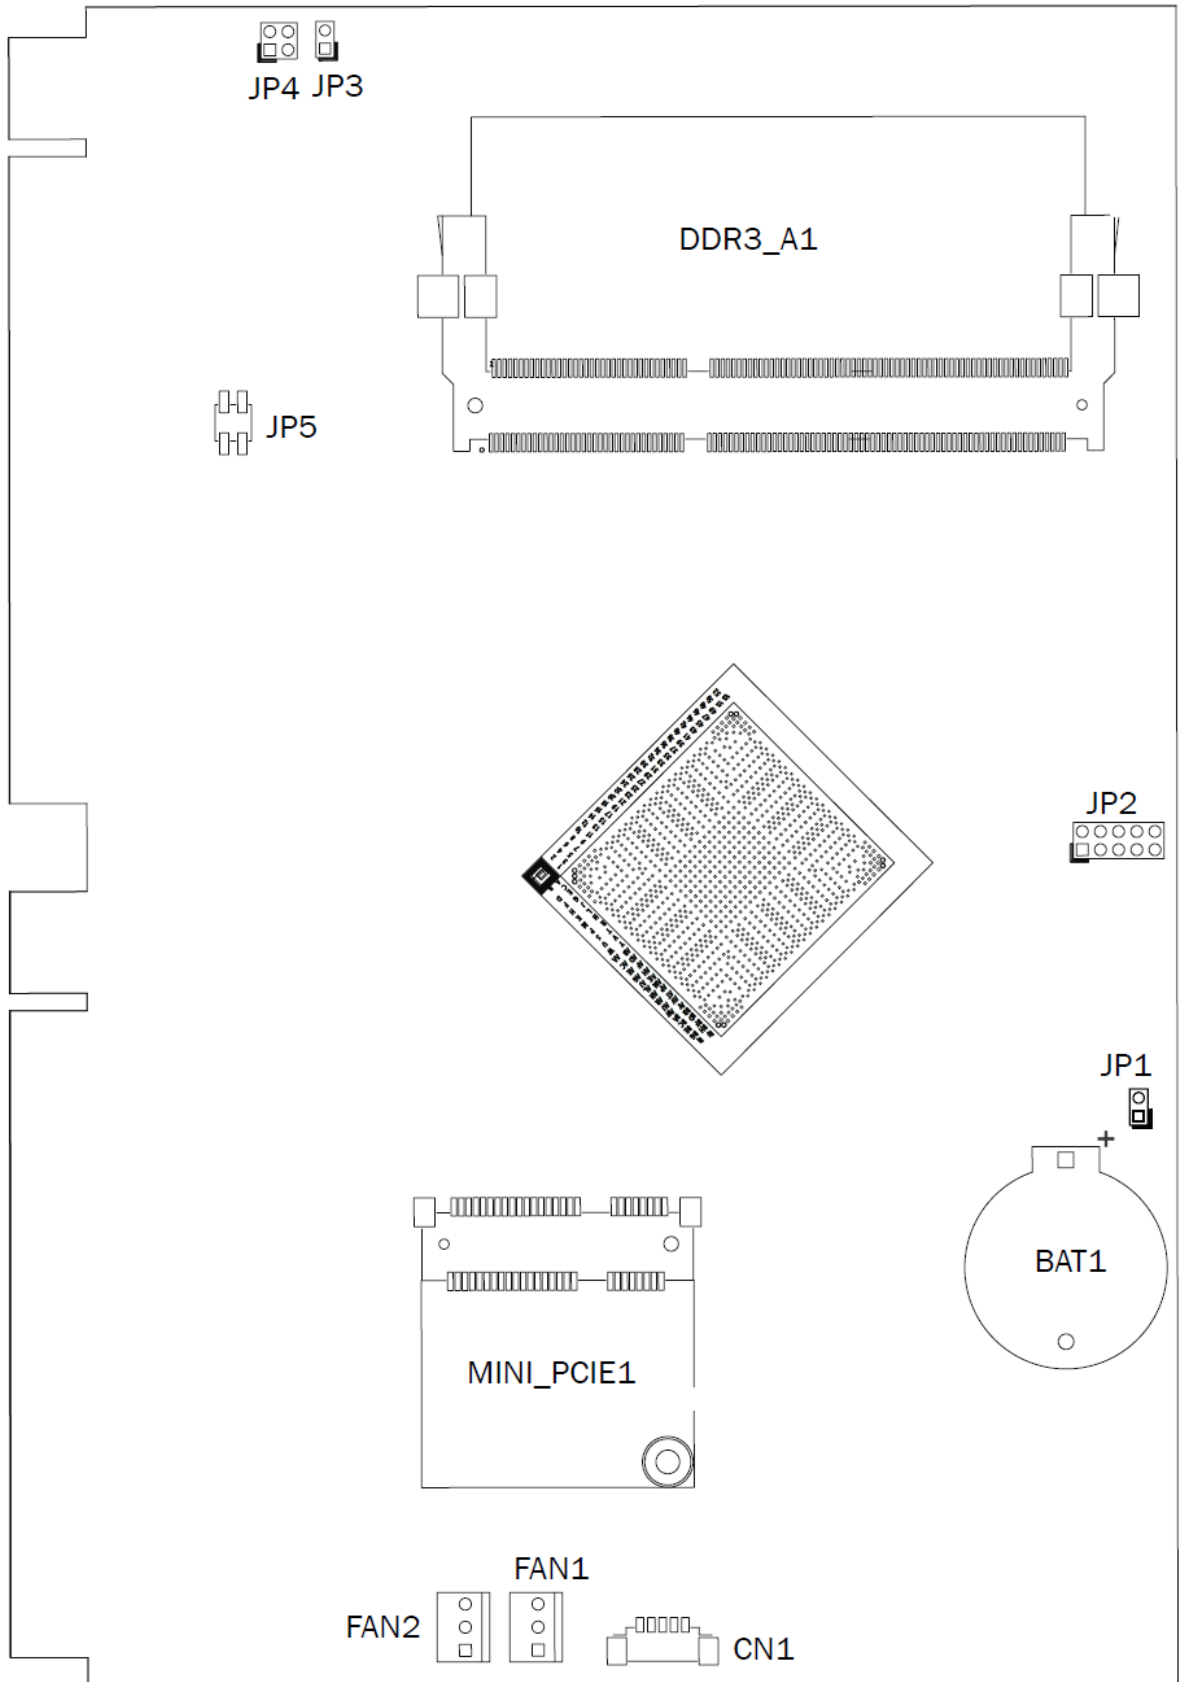 JP4 JP3
DDR3_A1
JP5
JP2
JP1
+
BAT1
MINI_PCIE1
FAN1
FAN2
CN1